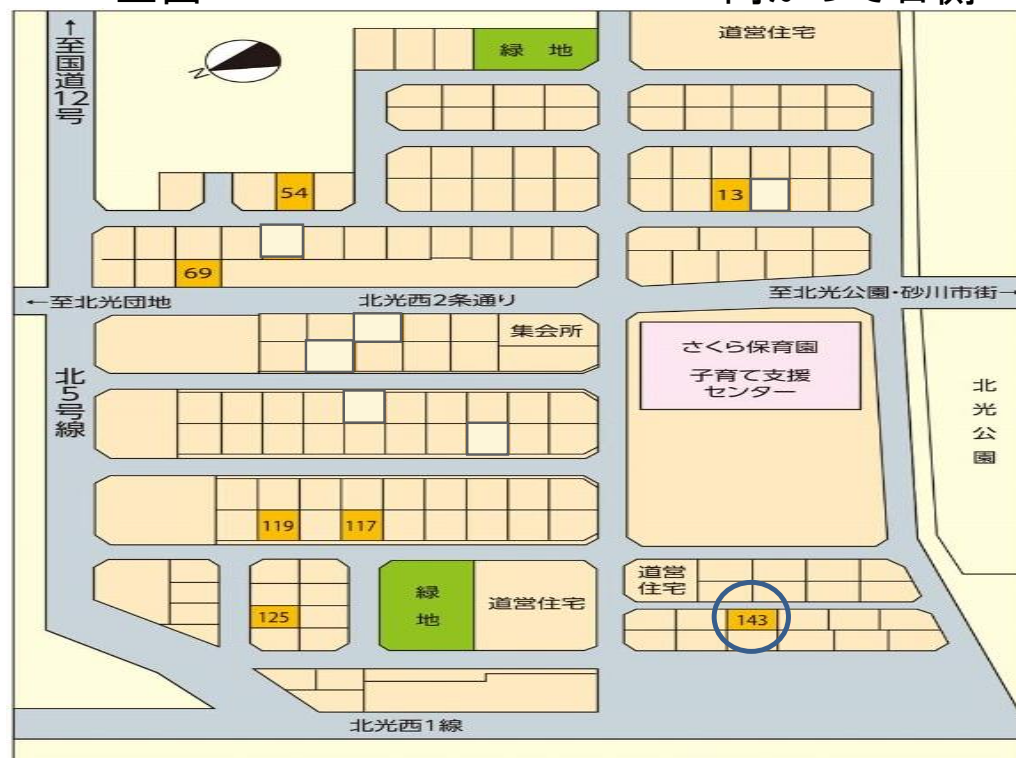 ↑至国道12号
道営住宅
緑 地
N
54
13
69
←至北光団地
北光西2条通り
至北光公園・砂川市街→
集会所
さくら保育園
子育て支援
センター
北5号線
北光公園
119
117
125
緑地
道営住宅
道営
住宅
143
北光西1線